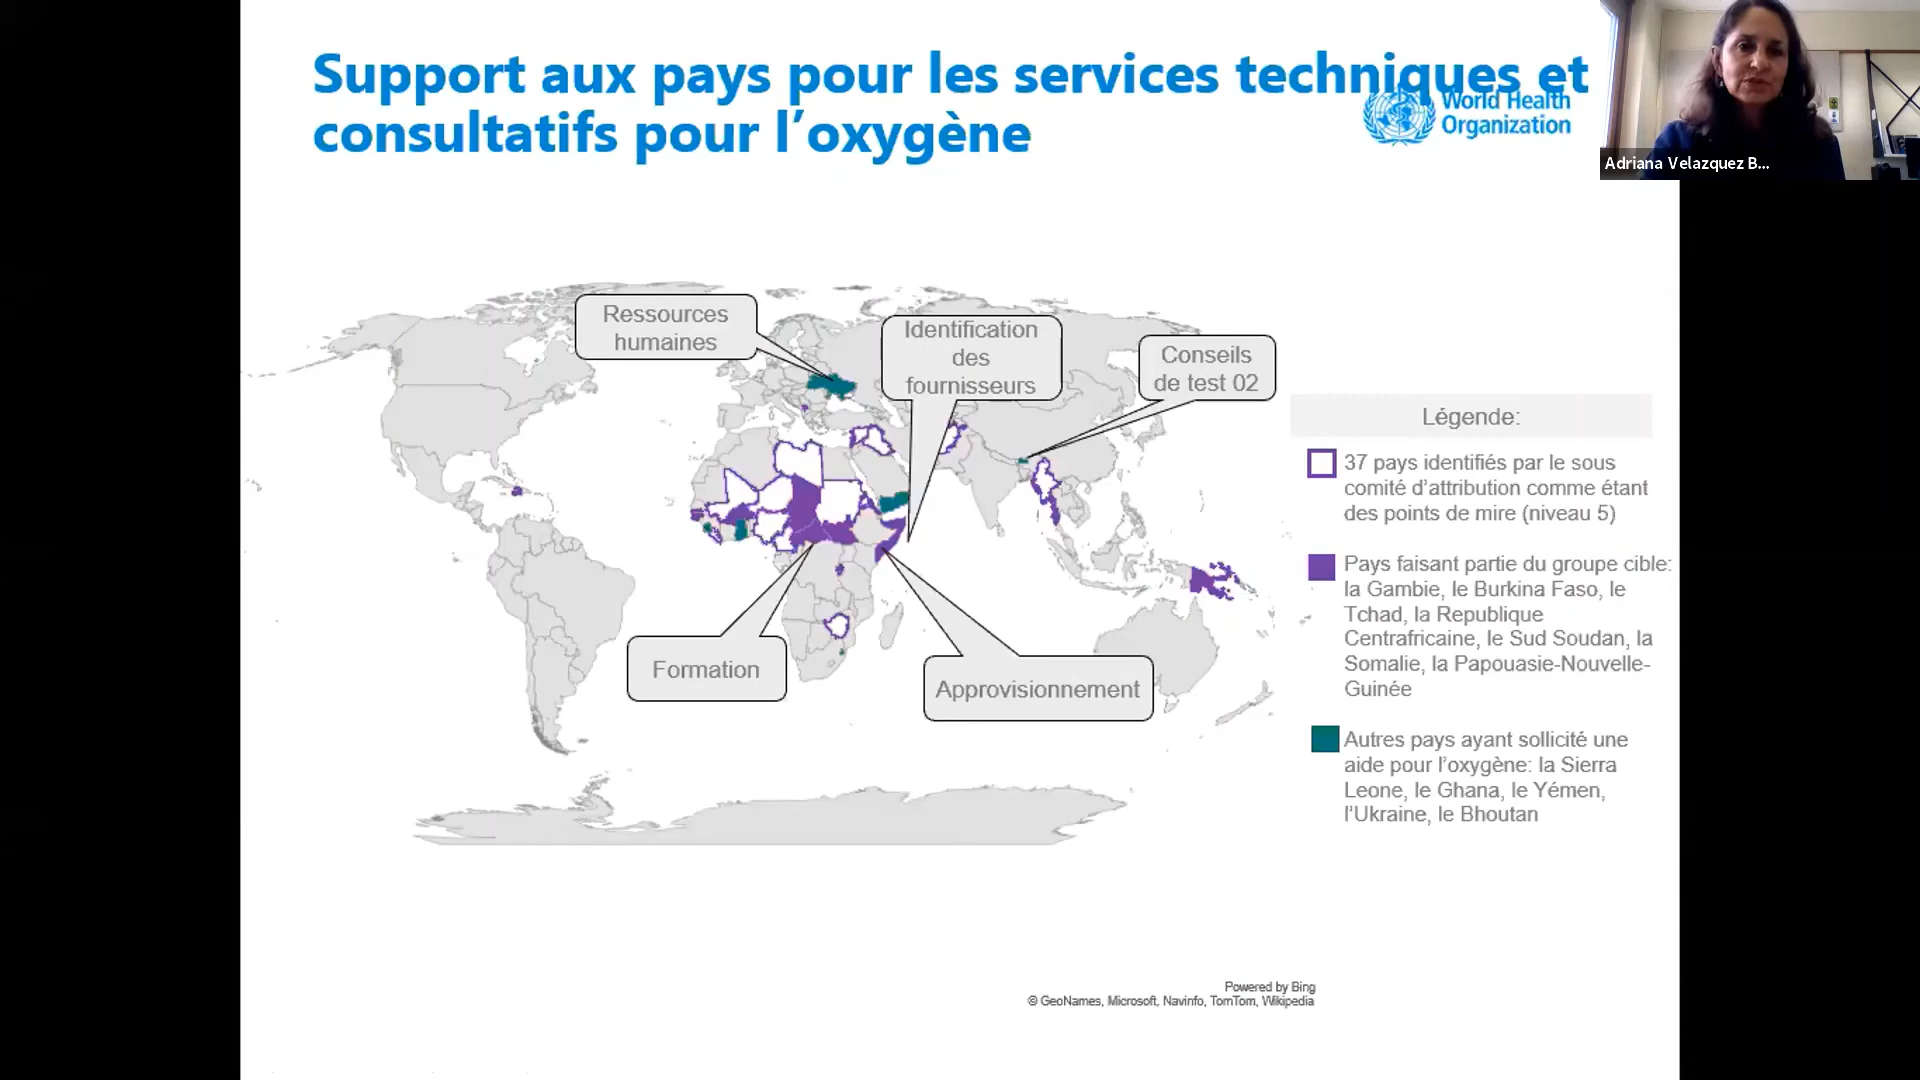 Support aux pays pour les services techniques et
consultatifs pour l’oxygène
World Health
Organization
Adriana Velazquez B...
Ressources
humaines
Identification
des
fournisseurs
Conseils
de test 02
Formation
Approvisionnement
Légende:
37 pays identifiés par le sous
comité d’attribution comme étant
des points de mire (niveau 5)
Pays faisant partie du groupe cible:
la Gambie, le Burkina Faso, le
Tchad, la Republique
Centrafricaine, le Sud Soudan, la
Somalie, la Papouasie-Nouvelle-
Guinée
Autres pays ayant sollicité une
aide pour l’oxygène: la Sierra
Leone, le Ghana, le Yémen,
l’Ukraine, le Bhoutan
Powered by Bing
© GeoNames, Microsoft, Navinfo, TomTom, Wikipedia